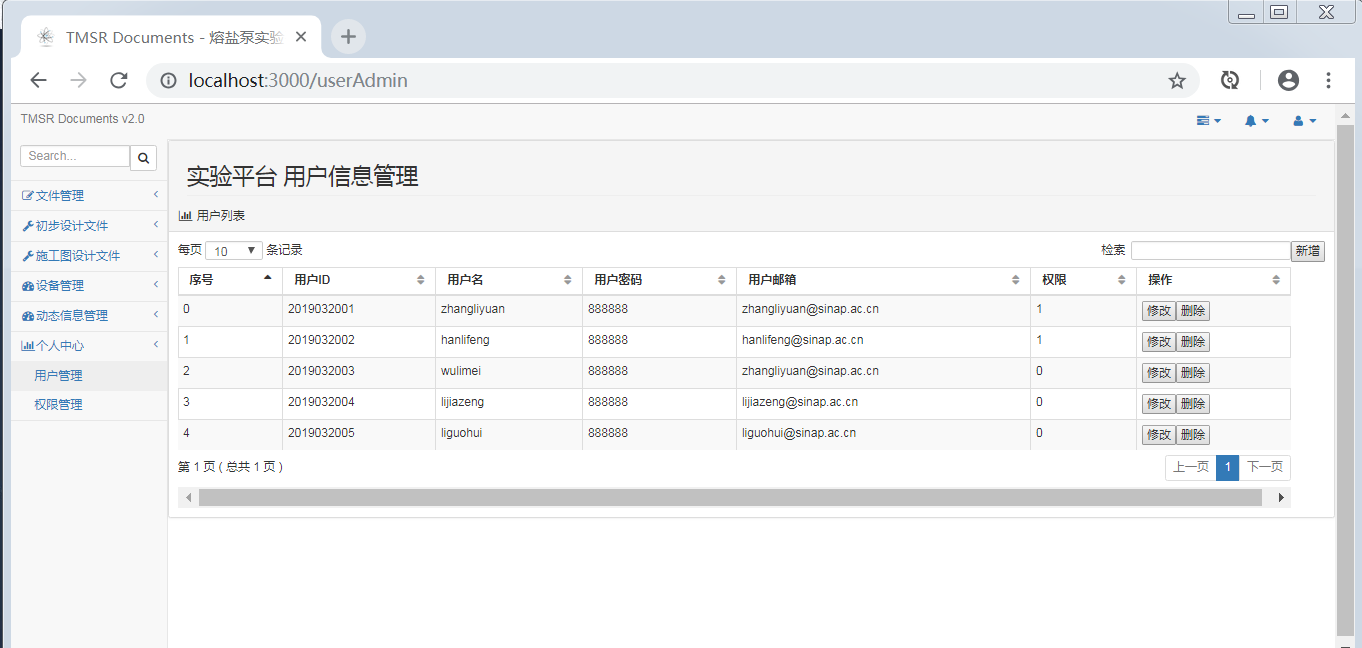 TMSR Documents - 熔盐泵实验
localhost:3000/userAdmin
TMSR Documents v2.0
Search...
文件管理
初步设计文件
施工图设计文件
设备管理
动态信息管理
个人中心
用户管理
权限管理
实验平台 用户信息管理
用户列表
每页 10 条记录 检索 新增
序号 用户ID 用户名 用户密码 用户邮箱 权限 操作
0 2019032001 zhangliyuan 888888 zhangliyuan@sinap.ac.cn 1 修改 删除
1 2019032002 hanlifeng 888888 hanlifeng@sinap.ac.cn 1 修改 删除
2 2019032003 wulimei 888888 zhangliyuan@sinap.ac.cn 0 修改 删除
3 2019032004 lijiazeng 888888 lijiazeng@sinap.ac.cn 0 修改 删除
4 2019032005 liguohui 888888 liguohui@sinap.ac.cn 0 修改 删除
第 1 页 ( 总共 1 页 ) 上一页 1 下一页